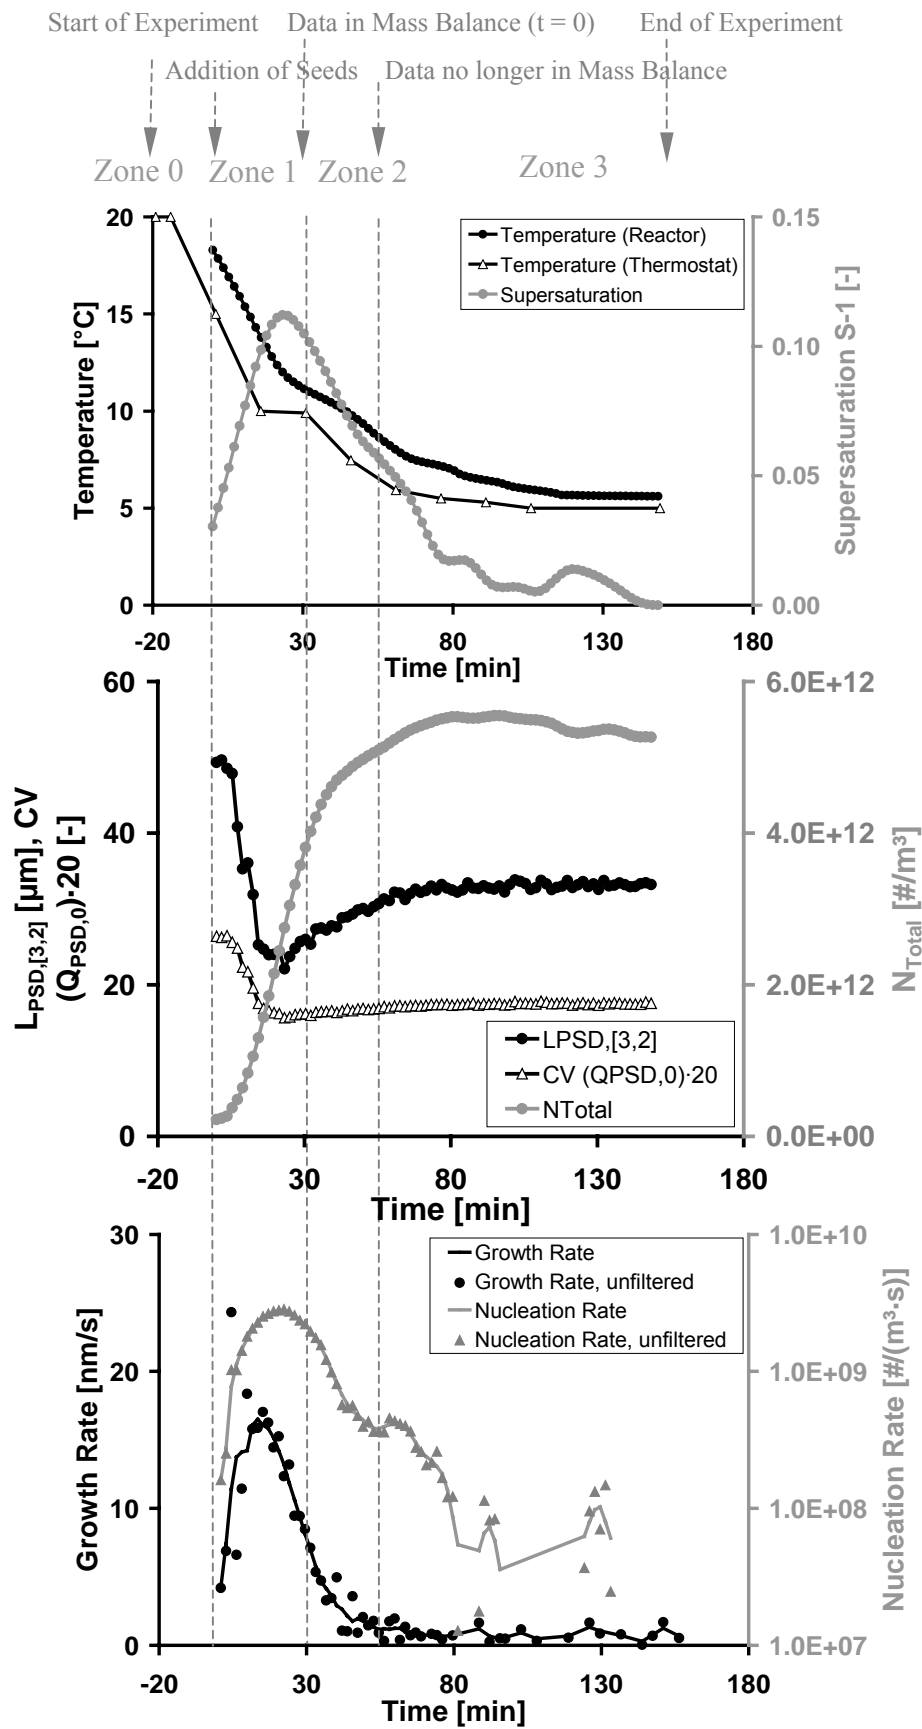 Start of Experiment Data in Mass Balance (t = 0) End of Experiment
Addition of Seeds Data no longer in Mass Balance
Zone 0 Zone 1 Zone 2 Zone 3
Temperature [°C]
20
15
10
5
0
Temperature (Reactor)
Temperature (Thermostat)
Supersaturation
0.15
0.10
0.05
0.00
Supersaturation S-1 [-]
-20 30 80 130 180
Time [min]
L_PSD,[3,2] [µm], CV
(Q_PSD,0)·20 [-]
60
40
20
0
LPSD,[3,2]
CV (QPSD,0)·20
NTotal
6.0E+12
4.0E+12
2.0E+12
0.0E+00
N_Total [#/m³]
-20 30 80 130 180
Time [min]
Growth Rate [nm/s]
30
20
10
0
Growth Rate
Growth Rate, unfiltered
Nucleation Rate
Nucleation Rate, unfiltered
1.0E+10
1.0E+09
1.0E+08
1.0E+07
Nucleation Rate [#/(m³·s)]
-20 30 80 130 180
Time [min]